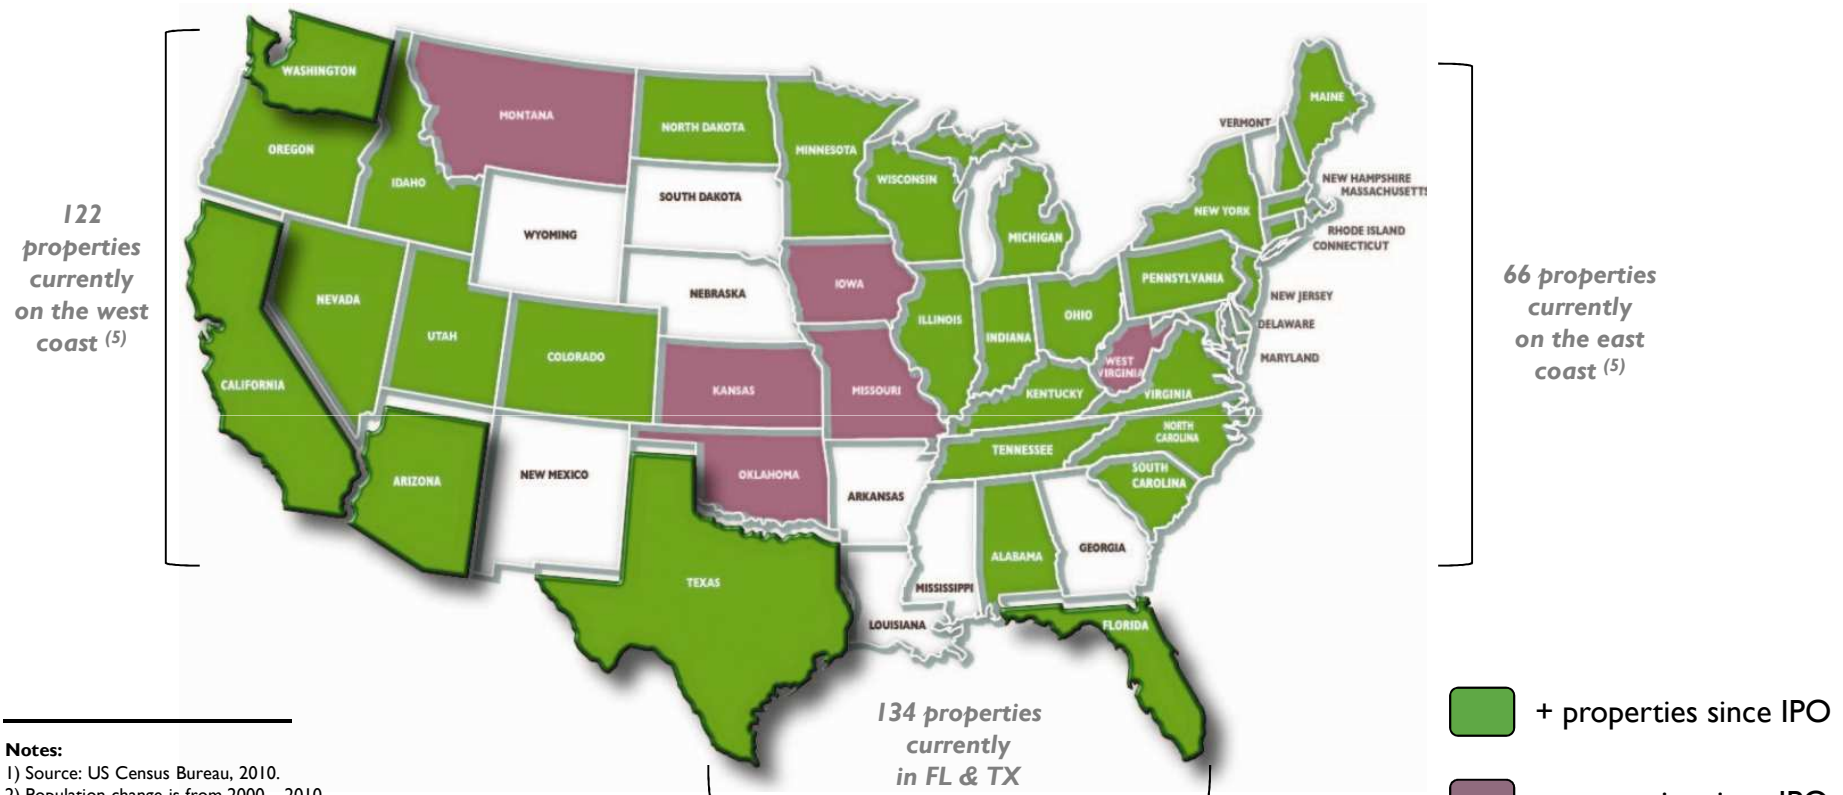 WASHINGTON
MONTANA
NORTH DAKOTA
MINNESOTA
MAINE
VERMONT
OREGON
IDAHO
WISCONSIN
NEW HAMPSHIRE
MASSACHUSETTS
SOUTH DAKOTA
NEW YORK
WYOMING
MICHIGAN
RHODE ISLAND
CONNECTICUT
122
properties
currently
on the west
coast (5)
66 properties
currently
on the east
coast (5)
NEVADA
NEBRASKA
IOWA
PENNSYLVANIA
NEW JERSEY
UTAH
COLORADO
ILLINOIS
INDIANA
OHIO
DELAWARE
MARYLAND
CALIFORNIA
KANSAS
MISSOURI
WEST
VIRGINIA
KENTUCKY
VIRGINIA
NORTH
CAROLINA
TENNESSEE
ARIZONA
NEW MEXICO
OKLAHOMA
ARKANSAS
SOUTH
CAROLINA
TEXAS
ALABAMA
GEORGIA
MISSISSIPPI
LOUISIANA
FLORIDA
134 properties
currently
in FL & TX
+ properties since IPO
Notes:
1) Source: US Census Bureau, 2010.